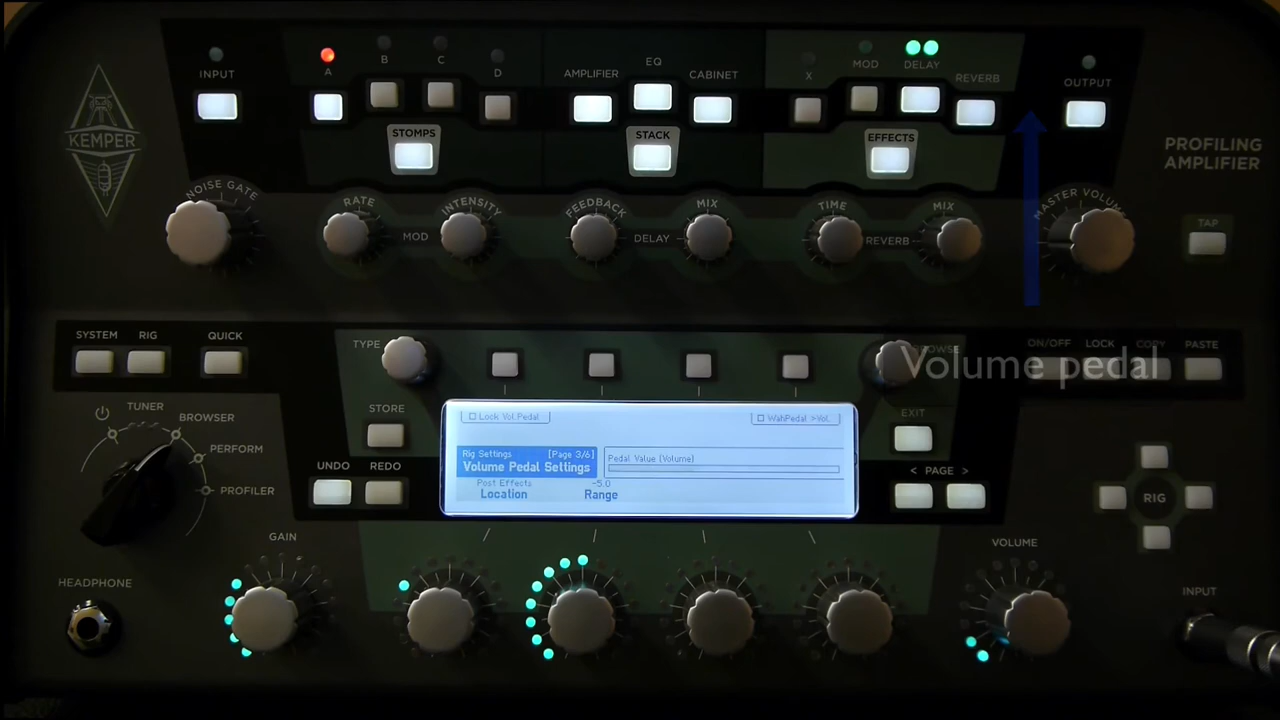 INPUT
A
B
C
D
AMPLIFIER
EQ
CABINET
X
MOD
DELAY
REVERB
OUTPUT
KEMPER
STOMPS
STACK
EFFECTS
PROFILING
AMPLIFIER
NOISE GATE
RATE
MOD
INTENSITY
FEEDBACK
DELAY
MIX
TIME
REVERB
MIX
MASTER VOLUME
TAP
SYSTEM
RIG
QUICK
TYPE
BROWSE
ON/OFF
LOCK
COPY
PASTE
Volume pedal
TUNER
BROWSER
PERFORM
PROFILER
STORE
UNDO
REDO
Lock Vol.Pedal
WahPedal >Vol.
Rig Settings [Page 3/6]
Volume Pedal Settings
Pedal Value (Volume)
Post Effects
Location
-5.0
Range
EXIT
< PAGE >
RIG
GAIN
VOLUME
HEADPHONE
INPUT